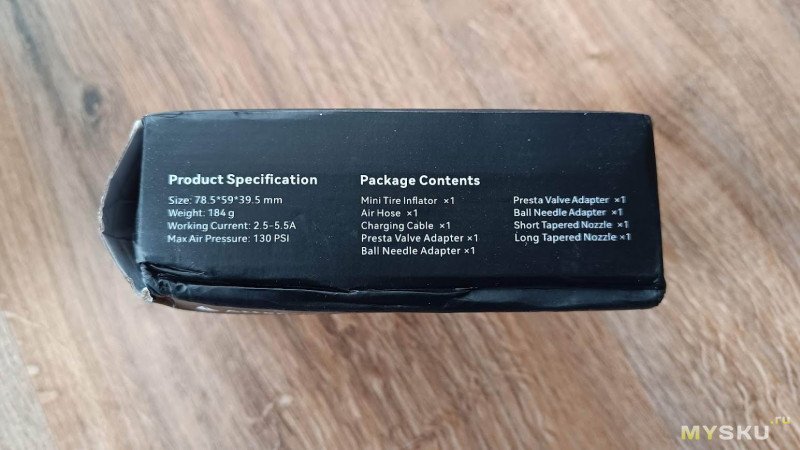 Product Specification
Size: 78.5*59*39.5 mm
Weight: 184 g
Working Current: 2.5-5.5A
Max Air Pressure: 130 PSI
Package Contents
Mini Tire Inflator ×1
Air Hose ×1
Charging Cable ×1
Presta Valve Adapter ×1
Ball Needle Adapter ×1
Presta Valve Adapter ×1
Ball Needle Adapter ×1
Short Tapered Nozzle ×1
Long Tapered Nozzle ×1
MYSKU.ru